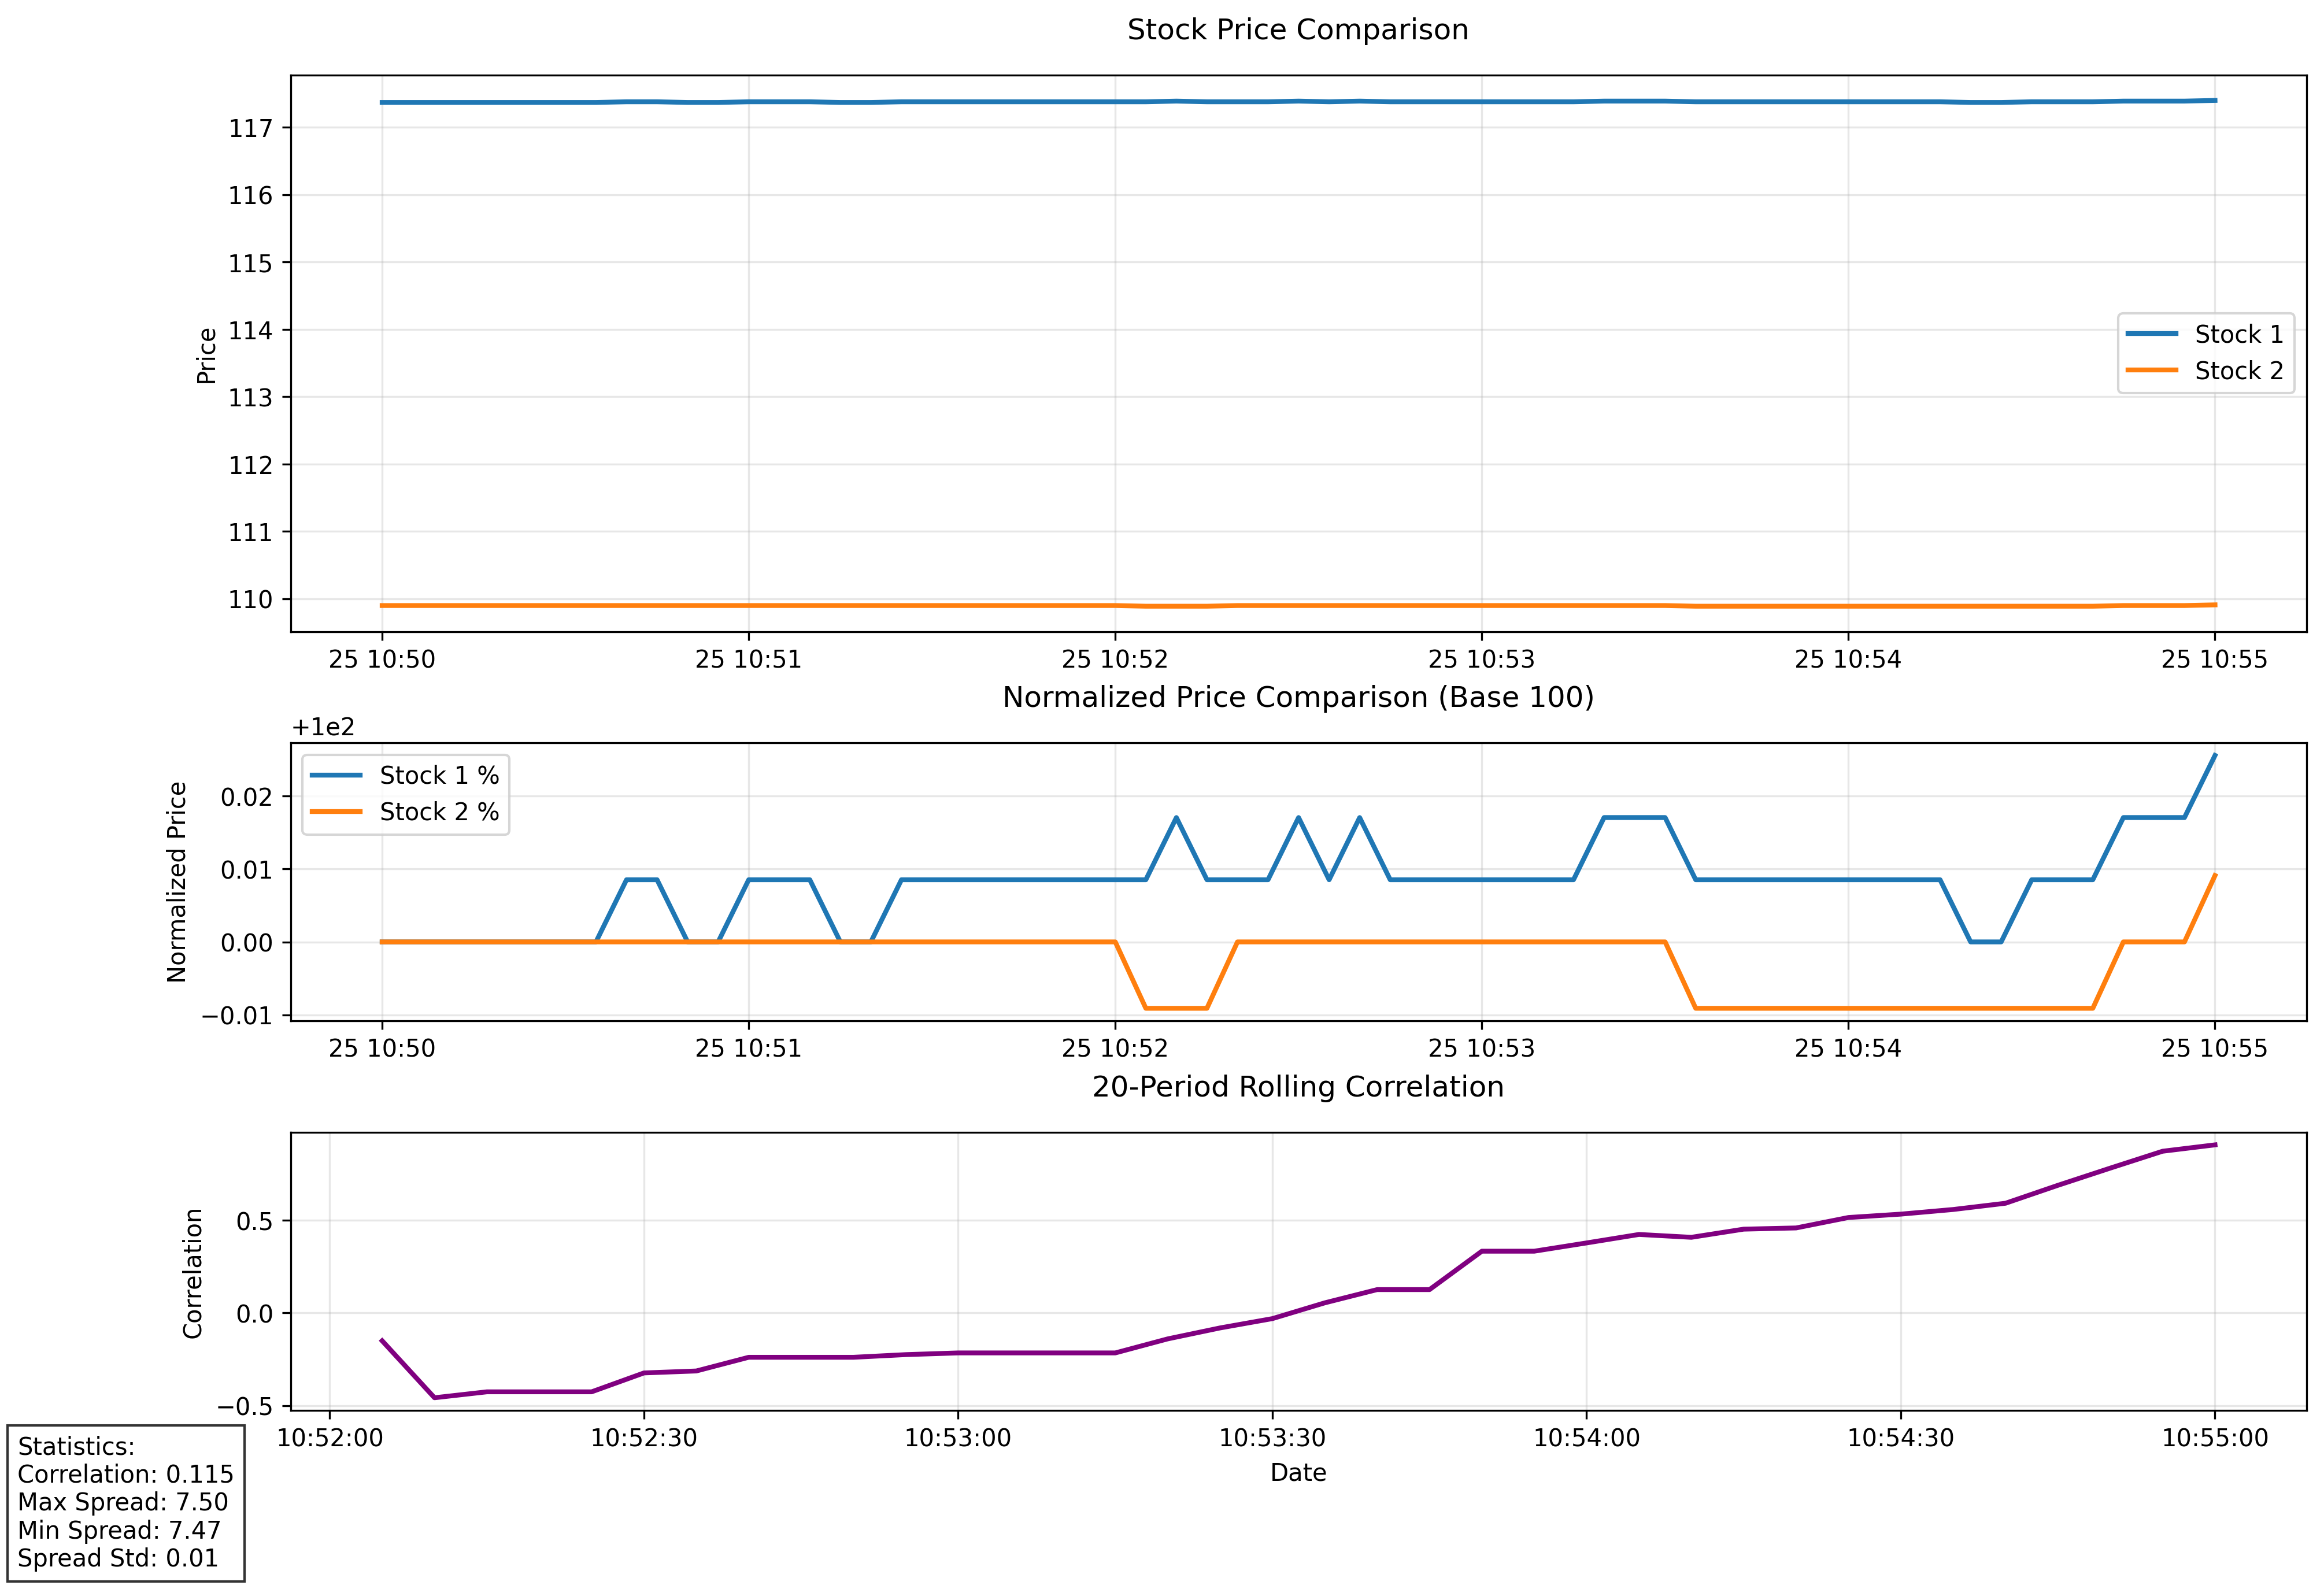 Stock Price Comparison
117
116
115
114
113
112
111
110
Price
Stock 1
Stock 2
25 10:50
25 10:51
25 10:52
25 10:53
25 10:54
25 10:55
Normalized Price Comparison (Base 100)
+1e2
Stock 1 %
Stock 2 %
0.02
0.01
0.00
−0.01
Normalized Price
25 10:50
25 10:51
25 10:52
25 10:53
25 10:54
25 10:55
20-Period Rolling Correlation
0.5
0.0
−0.5
Correlation
10:52:00
10:52:30
10:53:00
10:53:30
10:54:00
10:54:30
10:55:00
Date
Statistics:
Correlation: 0.115
Max Spread: 7.50
Min Spread: 7.47
Spread Std: 0.01